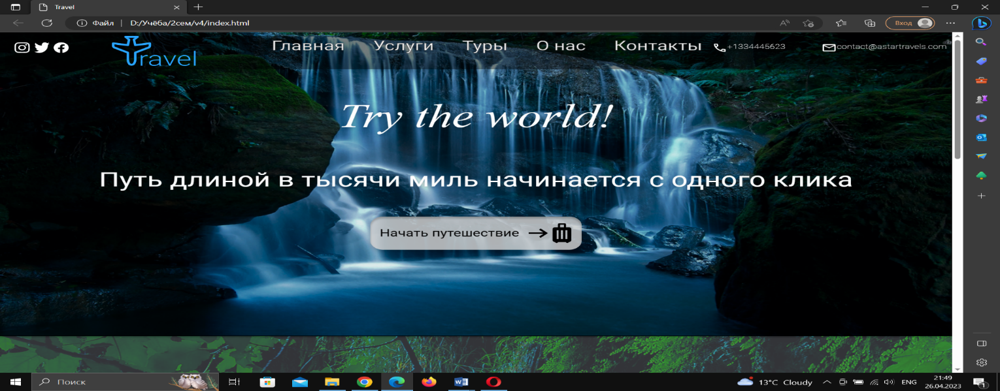 Travel
Файл | D:/Учёба/2сем/v4/index.html
Вход
Travel
Главная Услуги Туры О нас Контакты +1334445623 contact@astartravels.com
Try the world!
Путь длиной в тысячи миль начинается с одного клика
Начать путешествие
Поиск
13°C Cloudy
ENG
21:49
26.04.2023
1